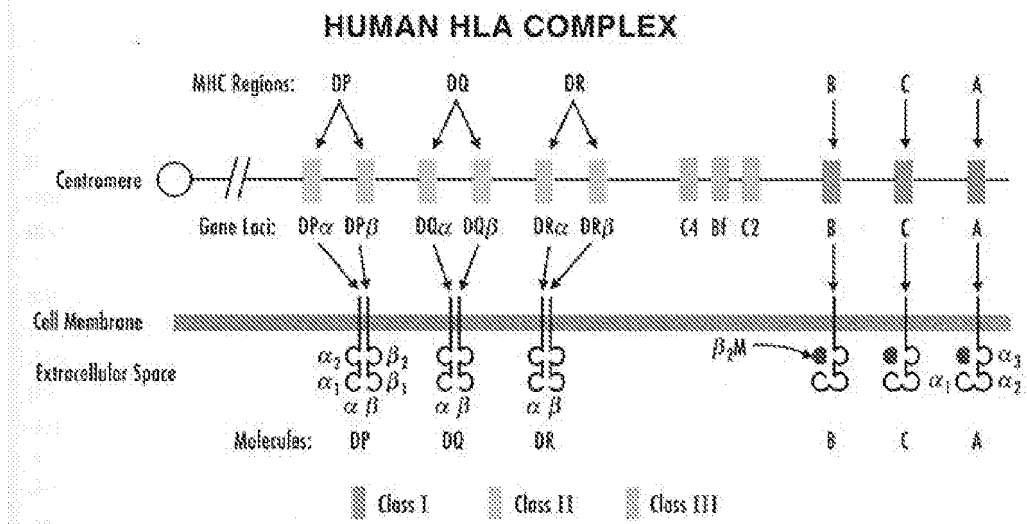 HUMAN HLA COMPLEX
MHC Regions: DP DQ DR B C A
Centromere
Gene Loci: DPα DPβ DQα DQβ DRα DRβ C4 Bf C2 B C A
Cell Membrane
β₂M
α₂ β₂ α₃
Extracellular Space
α₁ β₁ α₁ α₂
α β α β α β
Molecules: DP DQ DR B C A
Class I Class II Class III